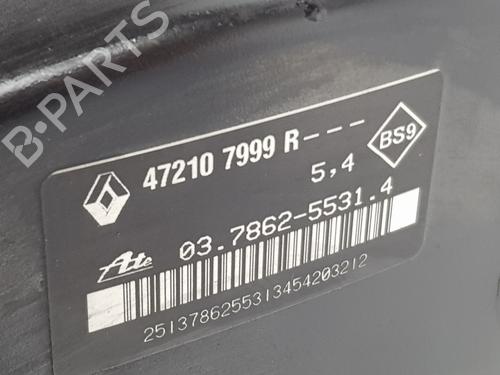 47210 7999 R---
5,4
BS9
Ate
03.7862-5531.4
2513786255313454203212
B-PARTS